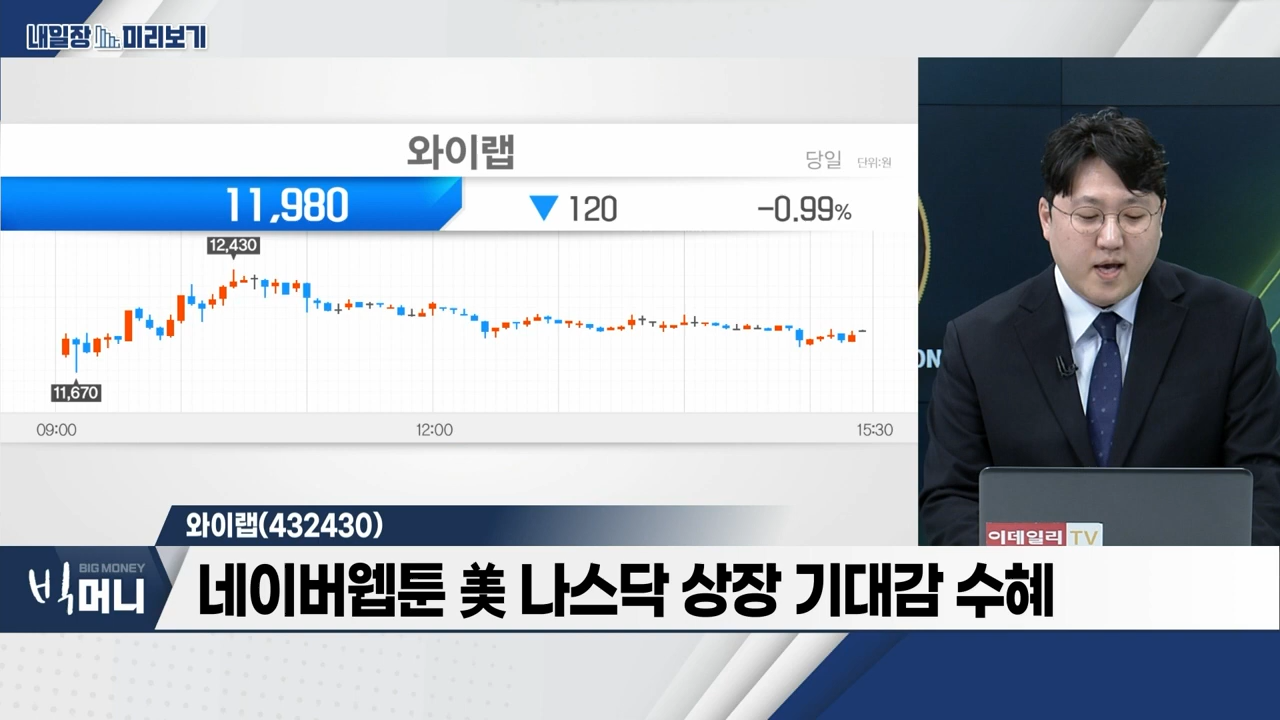 내일장 미리보기
와이랩
당일 단위:원
11,980 ▼120 -0.99%
12,430
11,670
09:00 12:00 15:30
ON
이데일리 TV
와이랩(432430)
BIG MONEY
빅머니
네이버웹툰 美 나스닥 상장 기대감 수혜